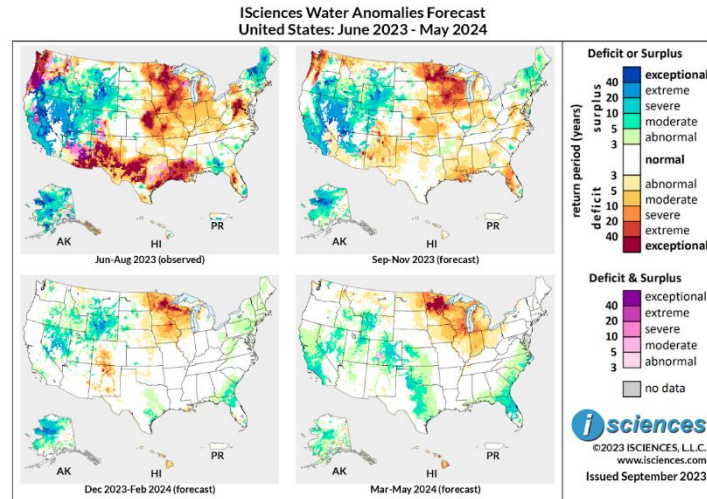 ISciences Water Anomalies Forecast
United States: June 2023 - May 2024
AK
HI
PR
Jun-Aug 2023 (observed)
AK
HI
PR
Sep-Nov 2023 (forecast)
AK
HI
PR
Dec 2023-Feb 2024 (forecast)
AK
HI
PR
Mar-May 2024 (forecast)
Deficit or Surplus
return period (years)
surplus
deficit
exceptional
40
extreme
20
severe
10
moderate
5
abnormal
3
normal
3
abnormal
5
moderate
10
severe
20
extreme
40
exceptional
Deficit & Surplus
exceptional
40
extreme
20
severe
10
moderate
5
abnormal
3
no data
isciences
©2023 ISCIENCES, L.L.C.
www.isciences.com
Issued September 2023